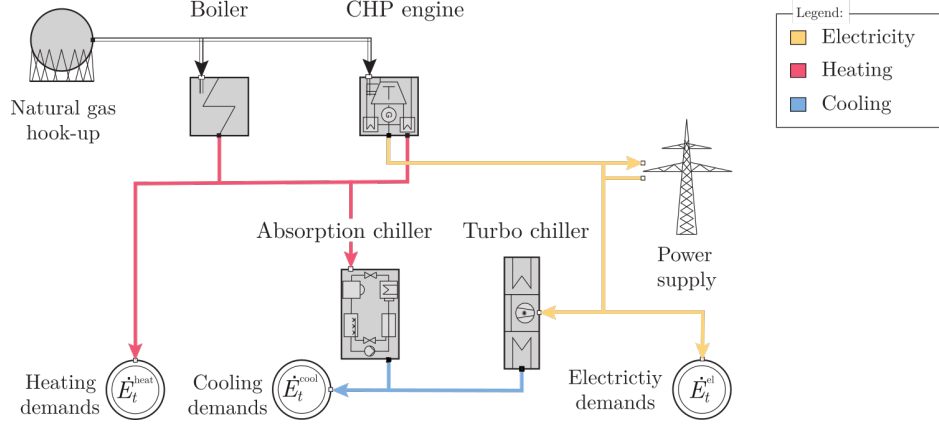 Boiler
CHP engine
Legend:
Electricity
Heating
Cooling
Natural gas
hook-up
G
Absorption chiller
Turbo chiller
Power
supply
Heating
demands
Ė_t^heat
Cooling
demands
Ė_t^cool
Electrictiy
demands
Ė_t^el